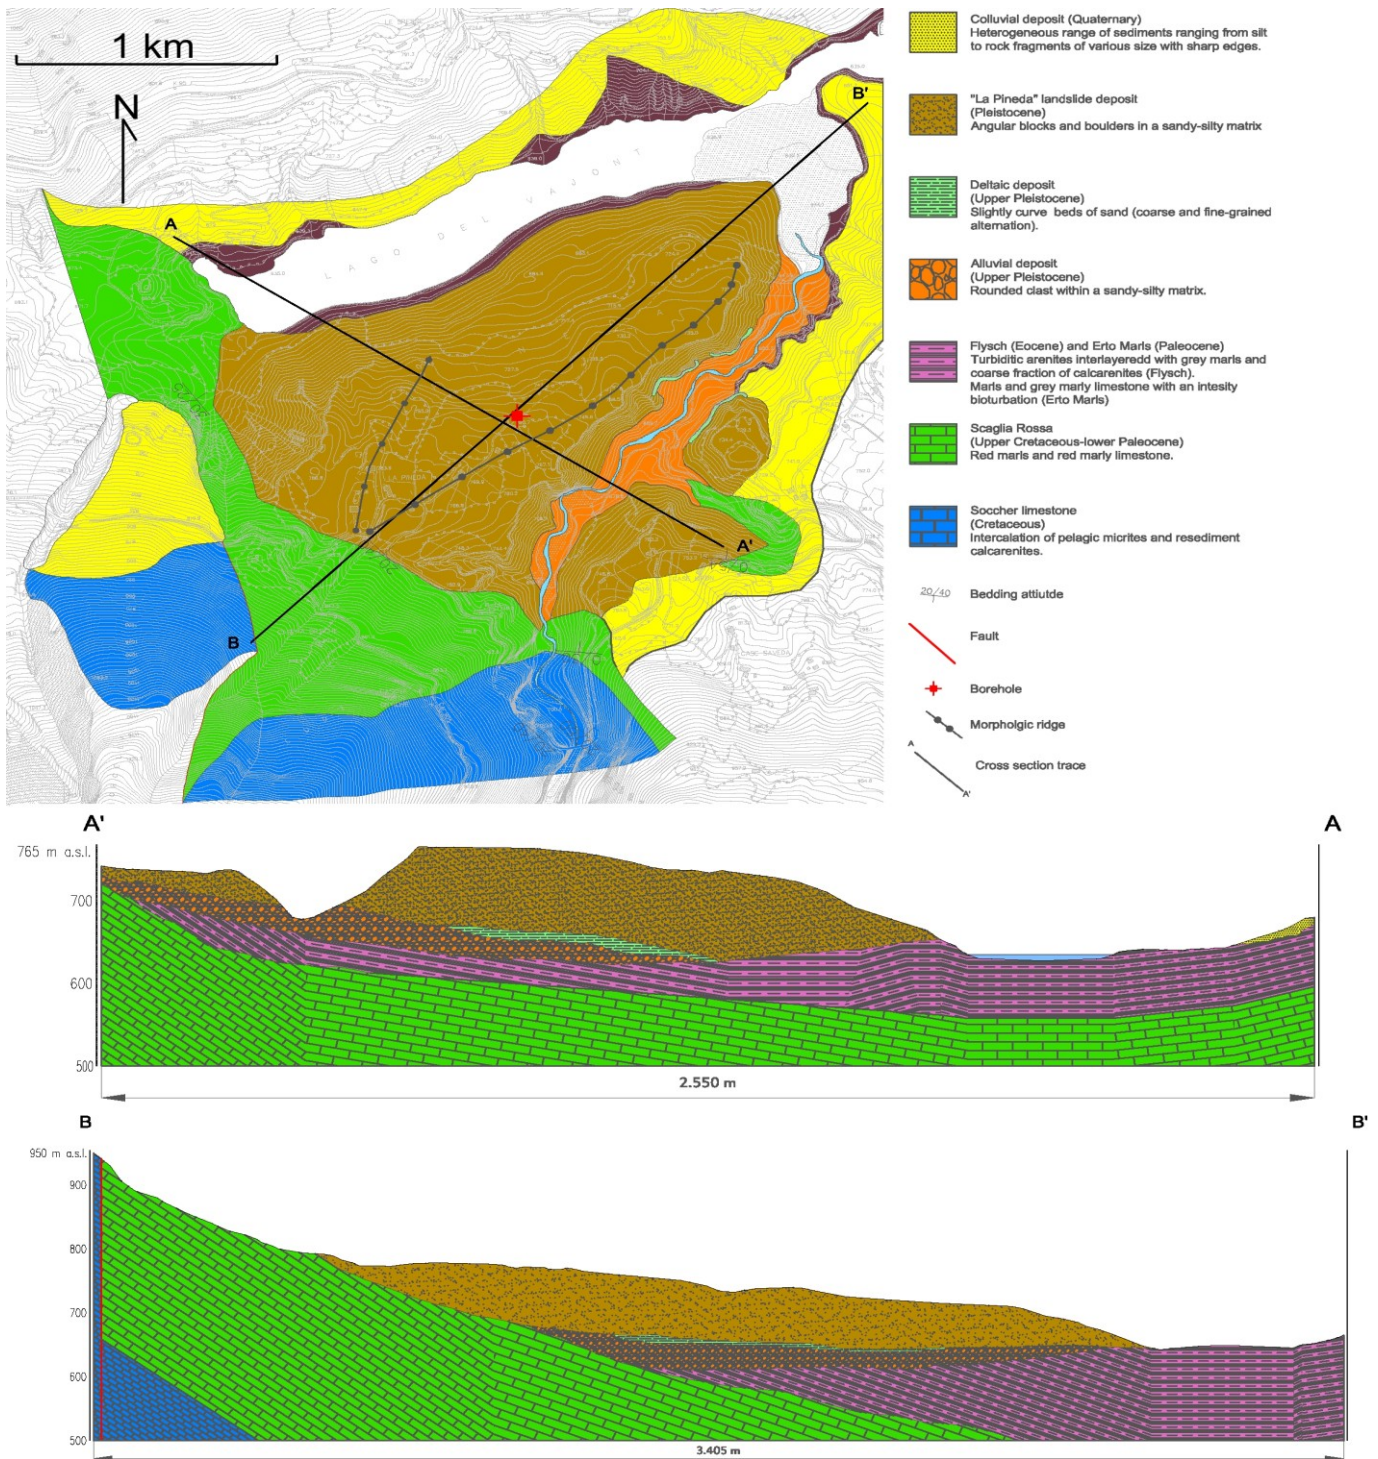 1 km
N
A
B'
LAGO DEL VAJONT
LA PINEDA
A'
B
Colluvial deposit (Quaternary)
Heterogeneous range of sediments ranging from silt
to rock fragments of various size with sharp edges.
"La Pineda" landslide deposit
(Pleistocene)
Angular blocks and boulders in a sandy-silty matrix
Deltaic deposit
(Upper Pleistocene)
Slightly curve beds of sand (coarse and fine-grained
alternation).
Alluvial deposit
(Upper Pleistocene)
Rounded clast within a sandy-silty matrix.
Flysch (Eocene) and Erto Marls (Paleocene)
Turbiditic arenites interlayeredd with grey marls and
coarse fraction of calcarenites (Flysch).
Marls and grey marly limestone with an intesity
bioturbation (Erto Marls)
Scaglia Rossa
(Upper Cretaceous-lower Paleocene)
Red marls and red marly limestone.
Soccher limestone
(Cretaceous)
Intercalation of pelagic micrites and resediment
calcarenites.
20/40
Bedding attiutde
Fault
Borehole
Morphologic ridge
A
Cross section trace
A'
A'
A
765 m a.s.l.
700
600
500
2.550 m
B
B'
950 m a.s.l.
900
800
700
600
500
3.405 m